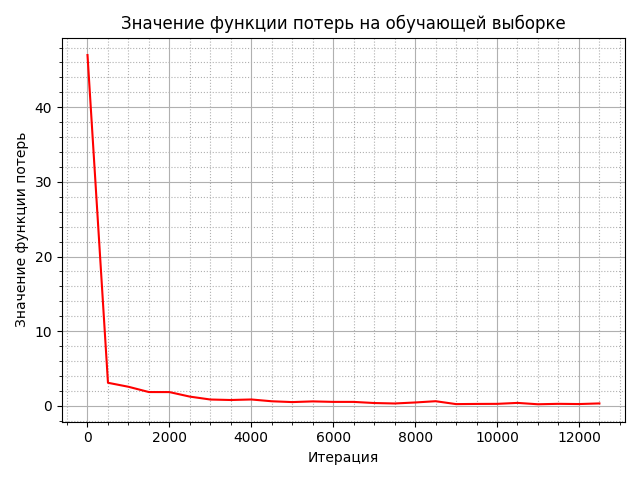 Значение функции потерь на обучающей выборке
Значение функции потерь
40
30
20
10
0
0 2000 4000 6000 8000 10000 12000
Итерация